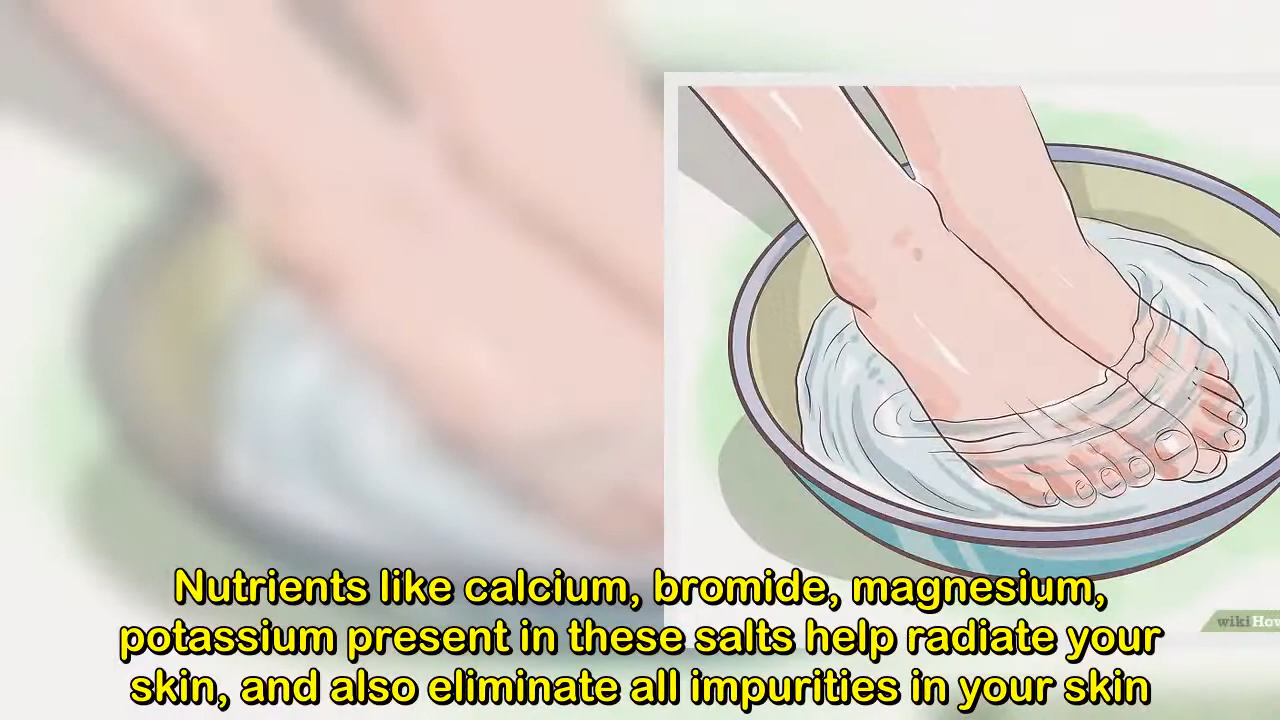 wikiHow
Nutrients like calcium, bromide, magnesium,
potassium present in these salts help radiate your
skin, and also eliminate all impurities in your skin